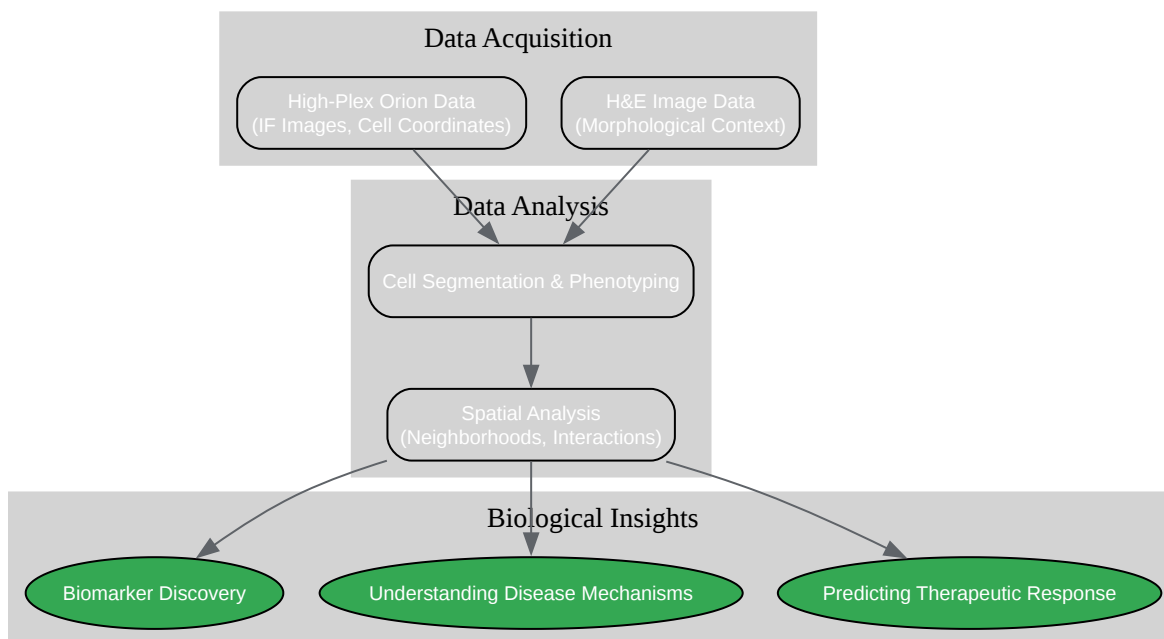 Data Acquisition
High-Plex Orion Data
(IF Images, Cell Coordinates)
H&E Image Data
(Morphological Context)
Data Analysis
Cell Segmentation & Phenotyping
Spatial Analysis
(Neighborhoods, Interactions)
Biological Insights
Biomarker Discovery
Understanding Disease Mechanisms
Predicting Therapeutic Response